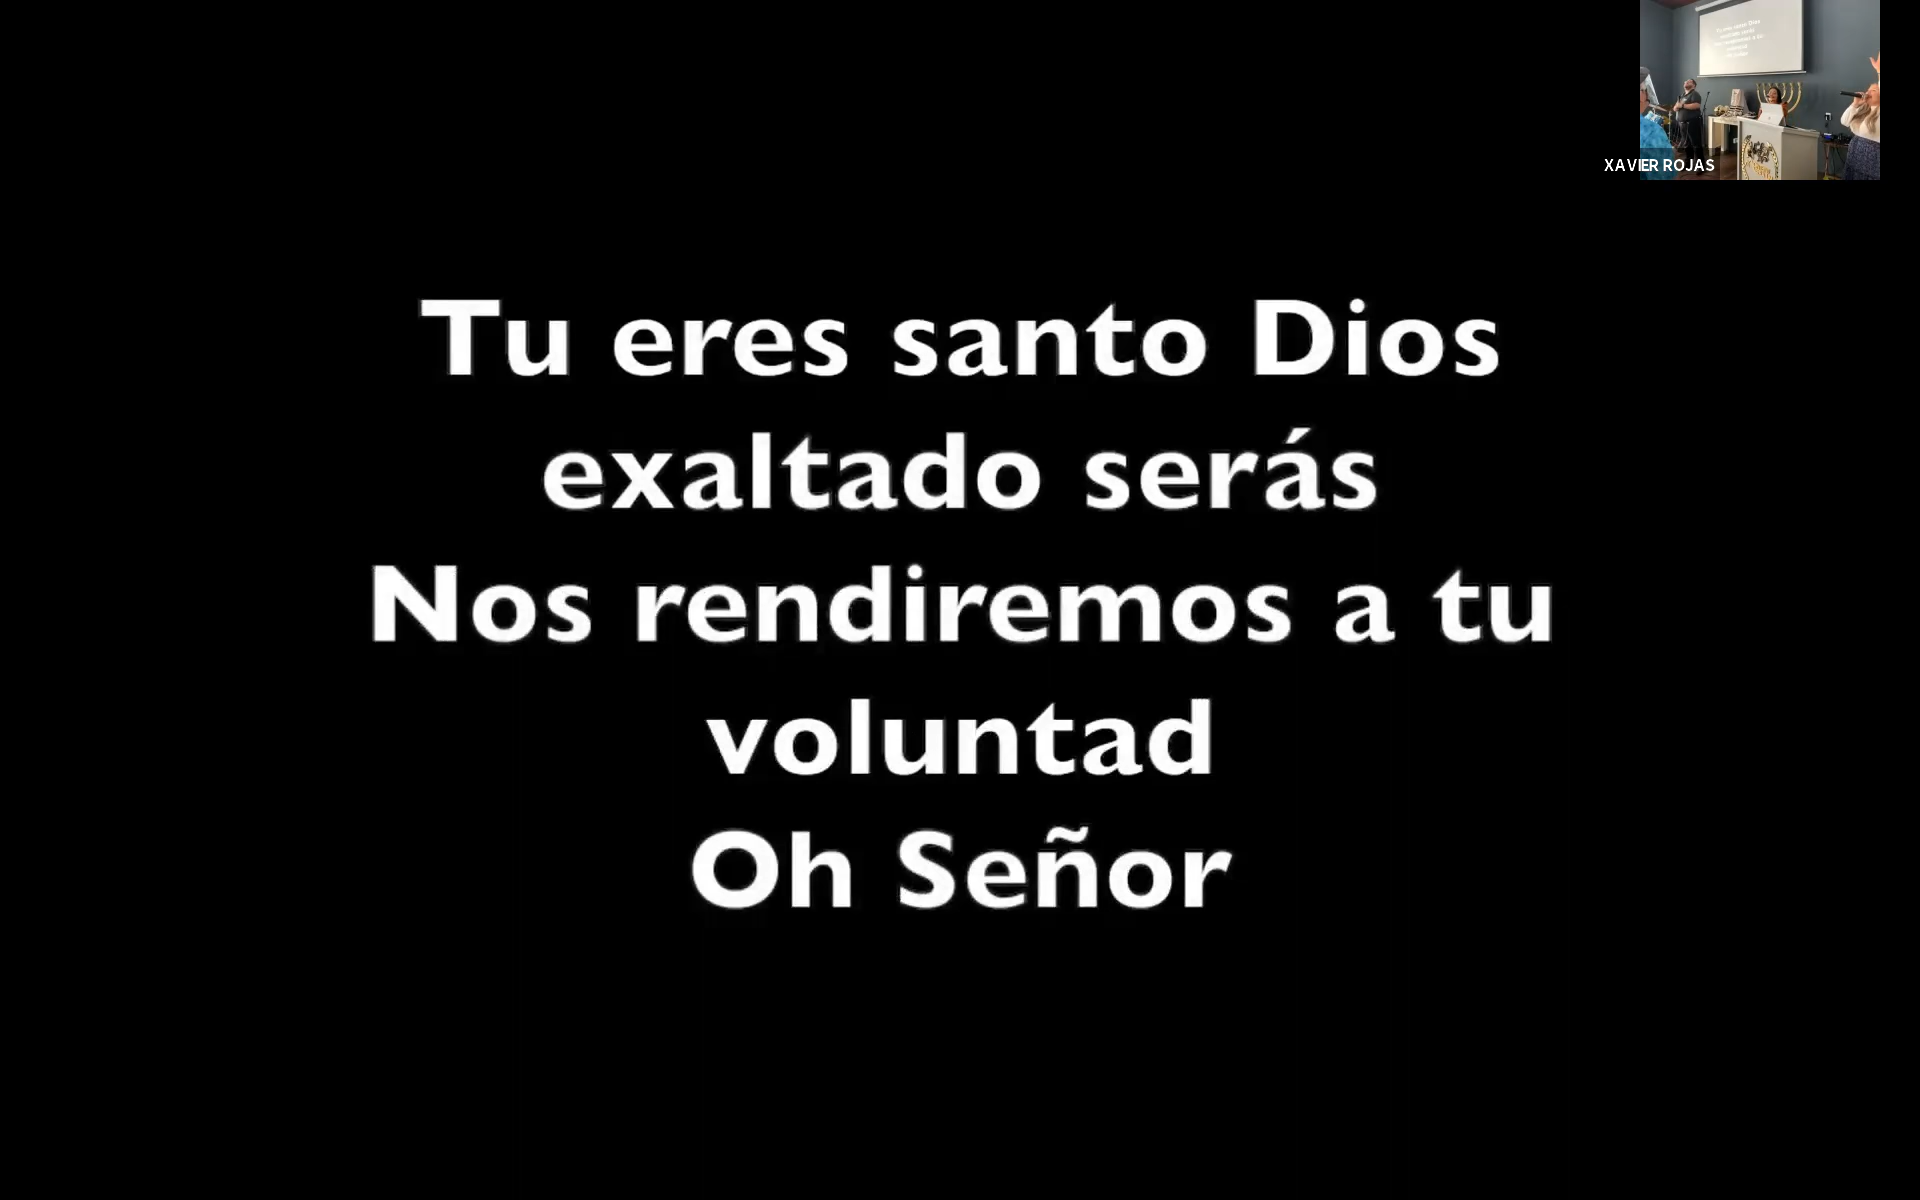 XAVIER ROJAS
Tu eres santo Dios
exaltado serás
Nos rendiremos a tu
voluntad
Oh Señor